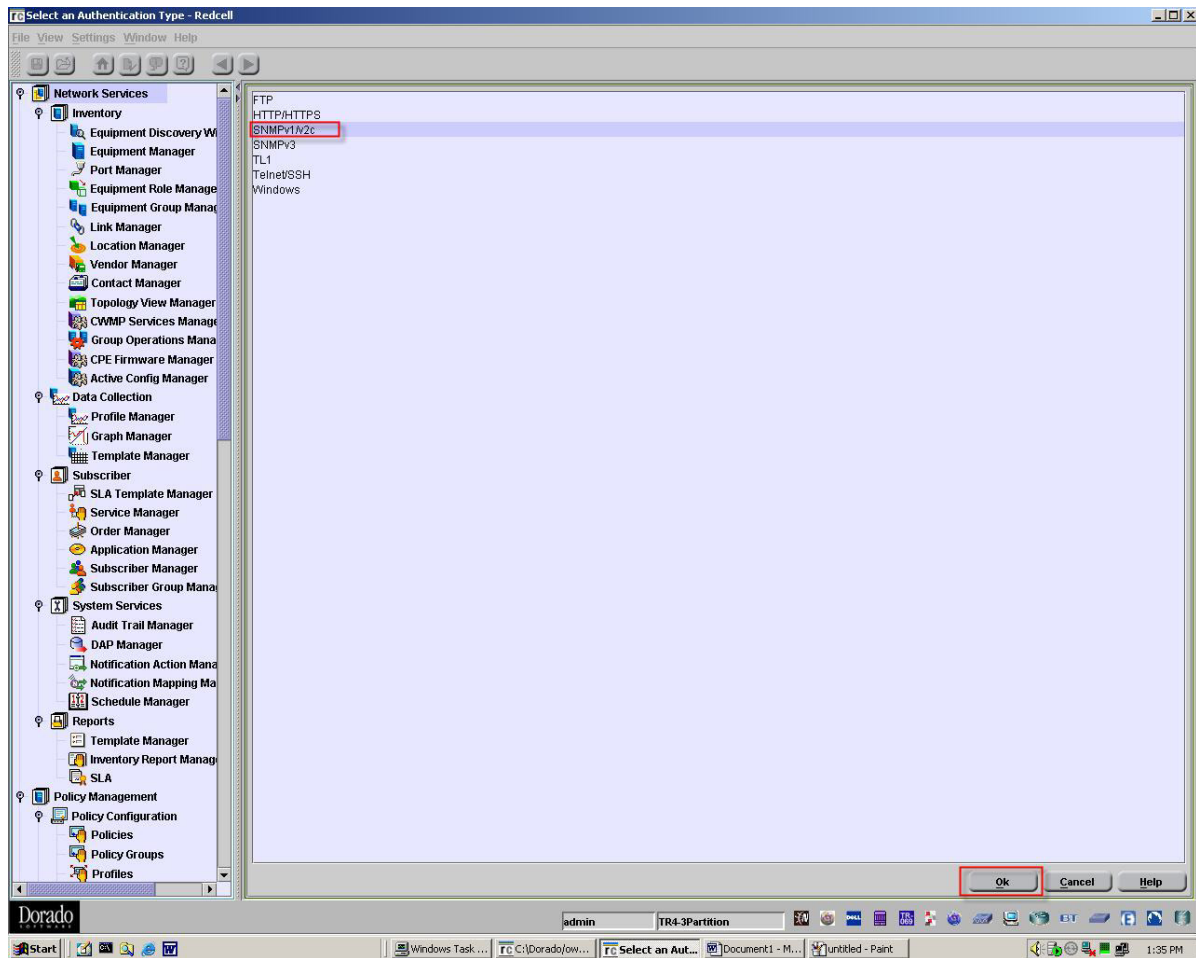 Select an Authentication Type - Redcell
File View Settings Window Help
Network Services
Inventory
Equipment Discovery Wi
Equipment Manager
Port Manager
Equipment Role Manage
Equipment Group Manag
Link Manager
Location Manager
Vendor Manager
Contact Manager
Topology View Manager
CWMP Services Manage
Group Operations Mana
CPE Firmware Manager
Active Config Manager
Data Collection
Profile Manager
Graph Manager
Template Manager
Subscriber
SLA Template Manager
Service Manager
Order Manager
Application Manager
Subscriber Manager
Subscriber Group Manag
System Services
Audit Trail Manager
DAP Manager
Notification Action Mana
Notification Mapping Ma
Schedule Manager
Reports
Template Manager
Inventory Report Manag
SLA
Policy Management
Policy Configuration
Policies
Policy Groups
Profiles
FTP
HTTP/HTTPS
SNMPv1/v2c
SNMPv3
TL1
Telnet/SSH
Windows
Ok Cancel Help
Dorado
SOFTWARE
admin TR4-3Partition
DELL TR-069 BT E
Start Windows Task ... C:\Dorado/ow... Select an Aut... Document1 - M... untitled - Paint 1:35 PM